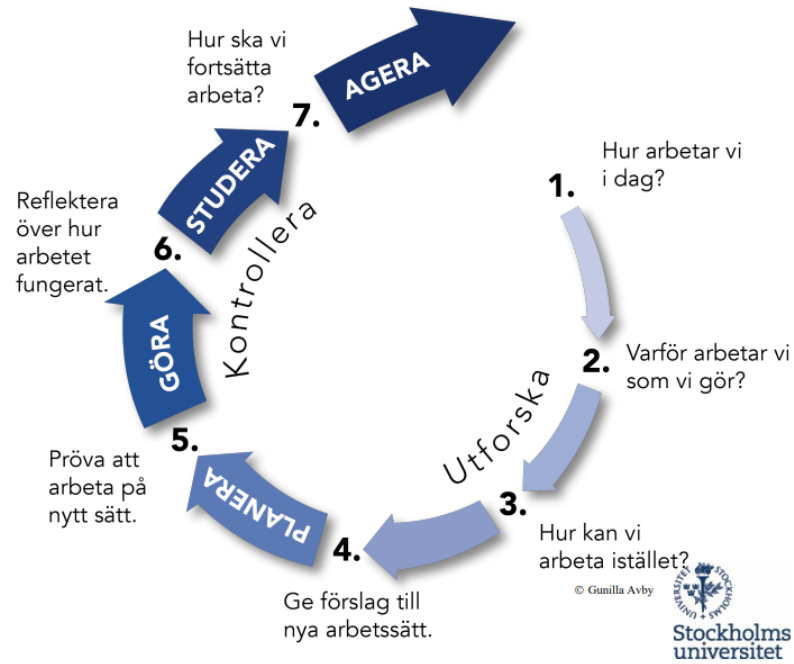 1.
Hur arbetar vi
i dag?
2.
Varför arbetar vi
som vi gör?
Utforska
3.
Hur kan vi
arbeta istället?
4.
Ge förslag till
nya arbetssätt.
PLANERA
5.
Pröva att
arbeta på
nytt sätt.
GÖRA
6.
Reflektera
över hur
arbetet
fungerat.
Kontrollera
STUDERA
7.
Hur ska vi
fortsätta
arbeta?
AGERA
© Gunilla Avby
STOCKHOLMS
UNIVERSITET
Stockholms
universitet